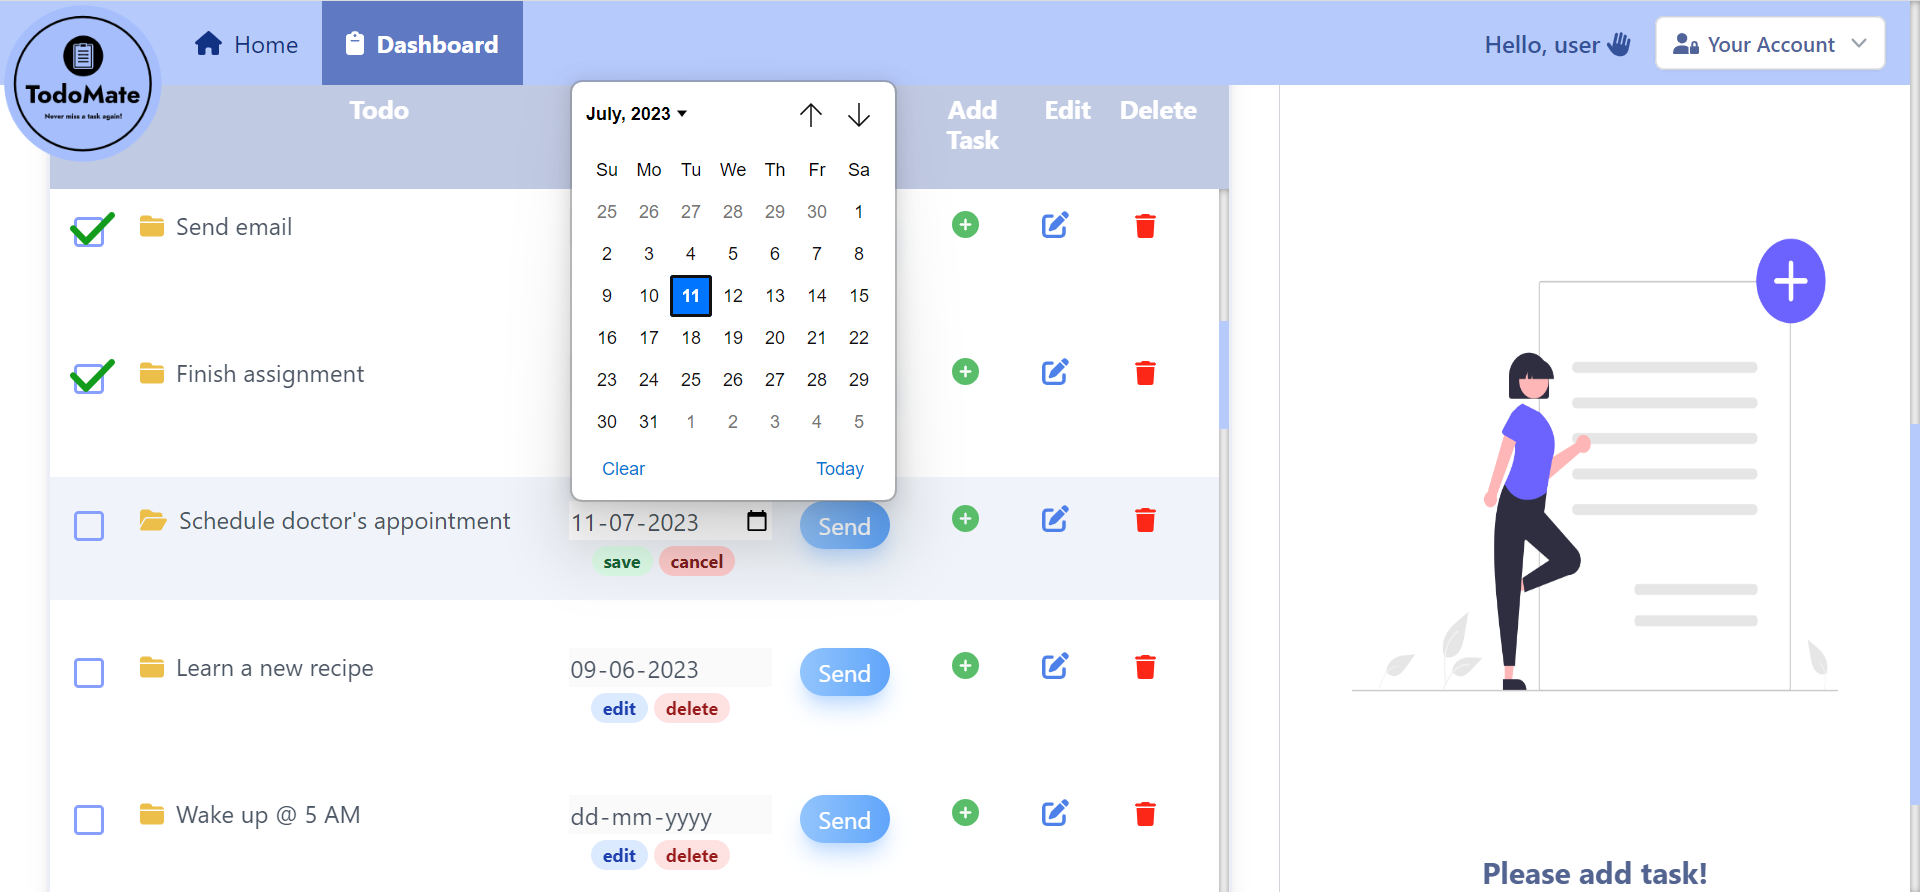 Home
Dashboard
Hello, user
Your Account
TodoMate
Never miss a task again!
Todo
Add Task
Edit
Delete
July, 2023
Su Mo Tu We Th Fr Sa
25 26 27 28 29 30 1
2 3 4 5 6 7 8
9 10 11 12 13 14 15
16 17 18 19 20 21 22
23 24 25 26 27 28 29
30 31 1 2 3 4 5
Clear Today
Send email
Finish assignment
Schedule doctor's appointment
11-07-2023
Send
save cancel
Learn a new recipe
09-06-2023
Send
edit delete
Wake up @ 5 AM
dd-mm-yyyy
Send
edit delete
Please add task!